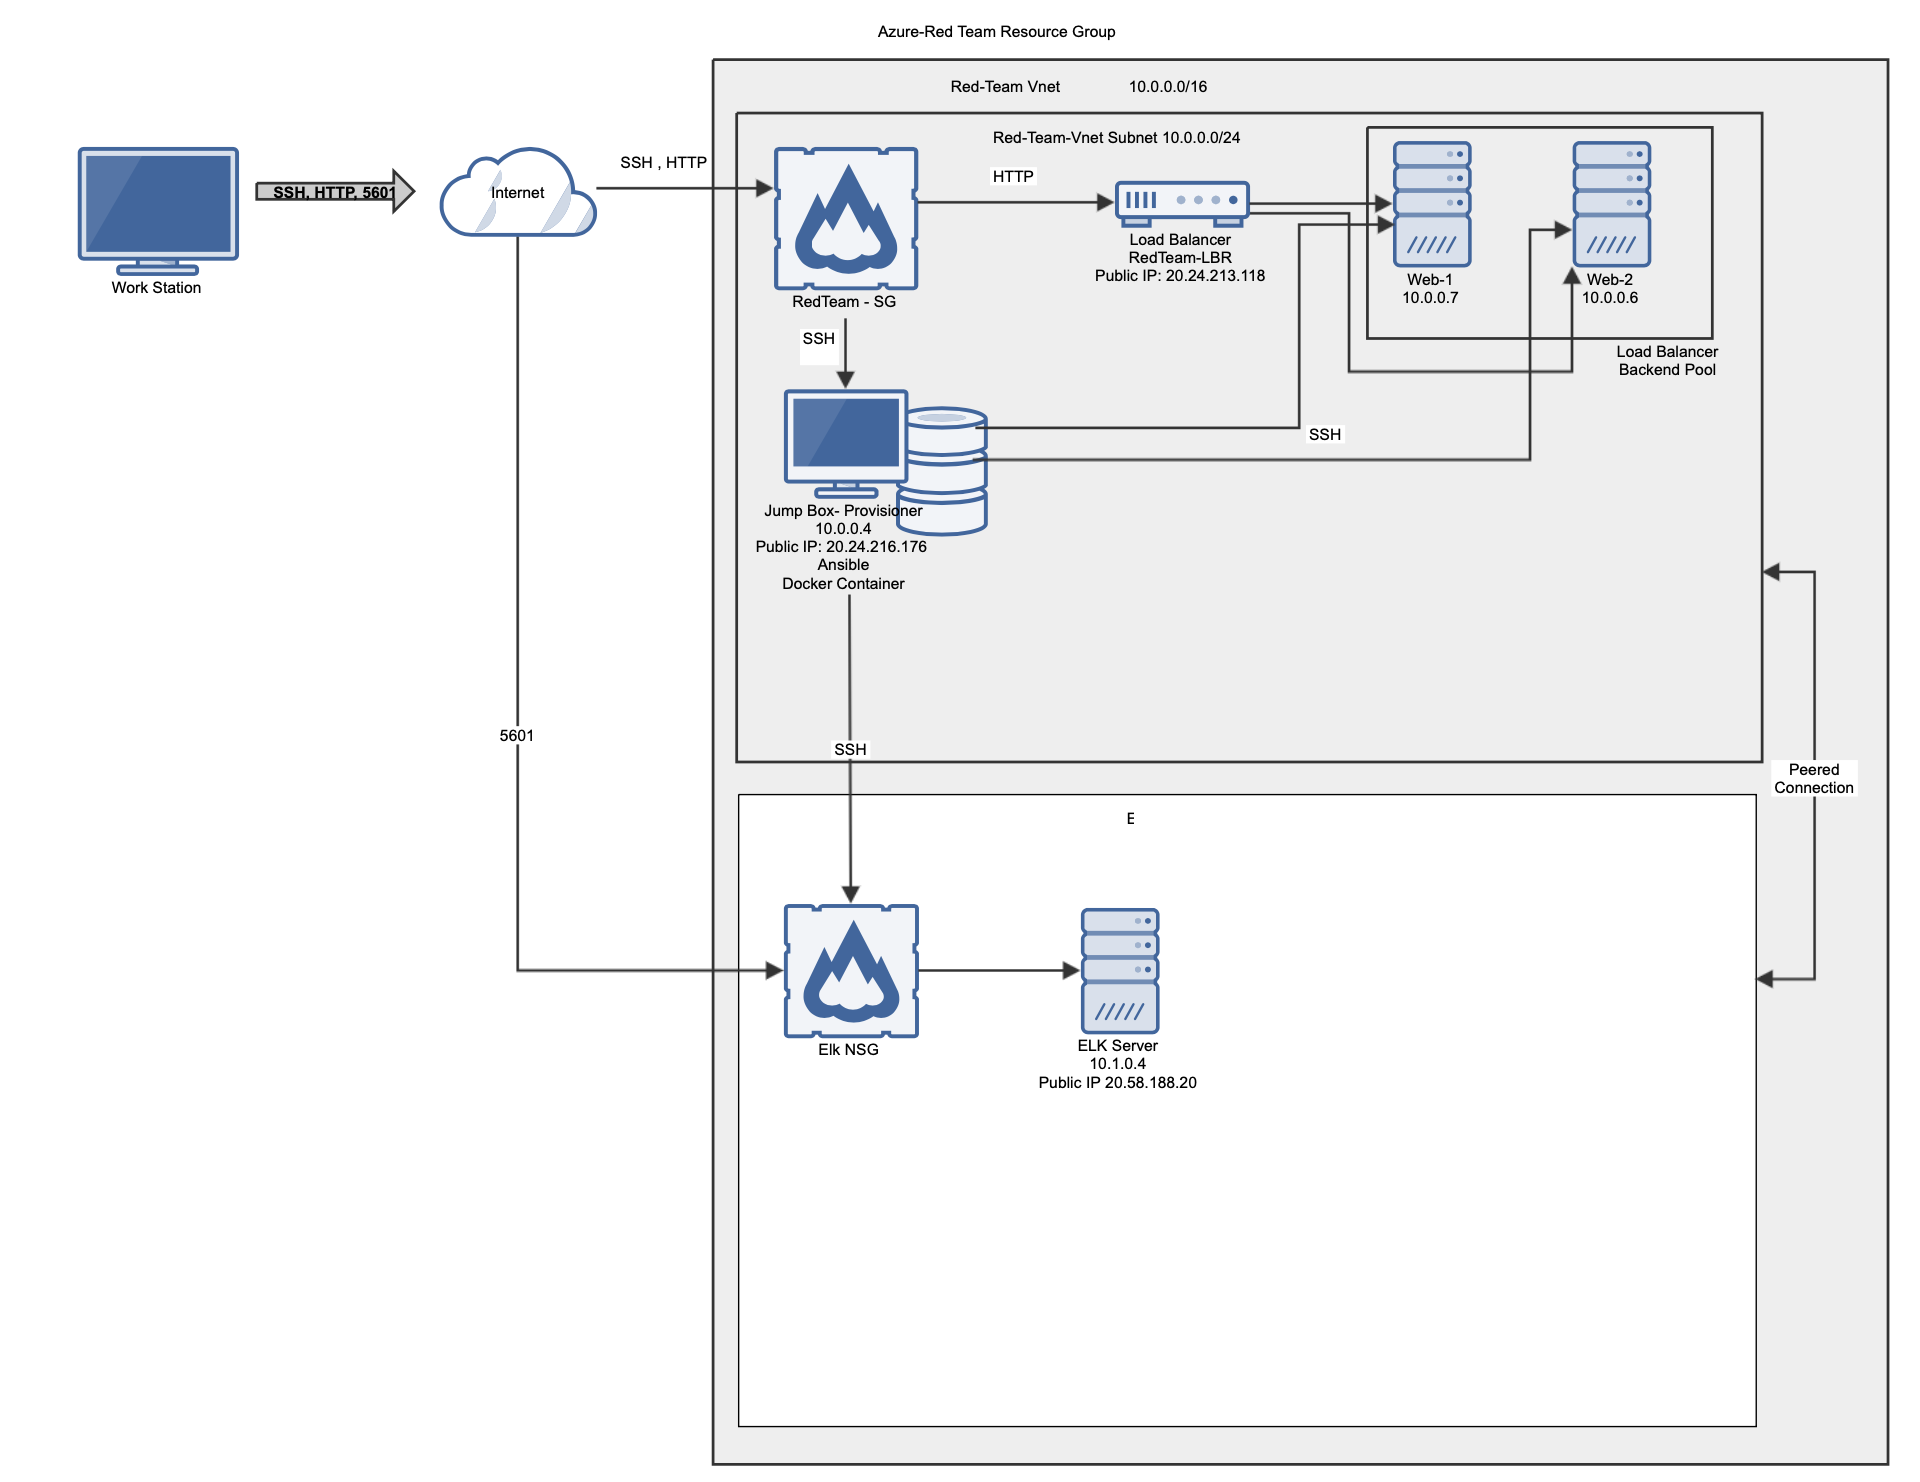 Azure-Red Team Resource Group
Red-Team Vnet 10.0.0.0/16
Red-Team-Vnet Subnet 10.0.0.0/24
SSH, HTTP, 5601
Internet
SSH , HTTP
HTTP
Work Station
RedTeam - SG
Load Balancer
RedTeam-LBR
Public IP: 20.24.213.118
Web-1
10.0.0.7
Web-2
10.0.0.6
Load Balancer
Backend Pool
SSH
SSH
Jump Box- Provisioner
10.0.0.4
Public IP: 20.24.216.176
Ansible
Docker Container
5601
SSH
Peered
Connection
E
Elk NSG
ELK Server
10.1.0.4
Public IP 20.58.188.20